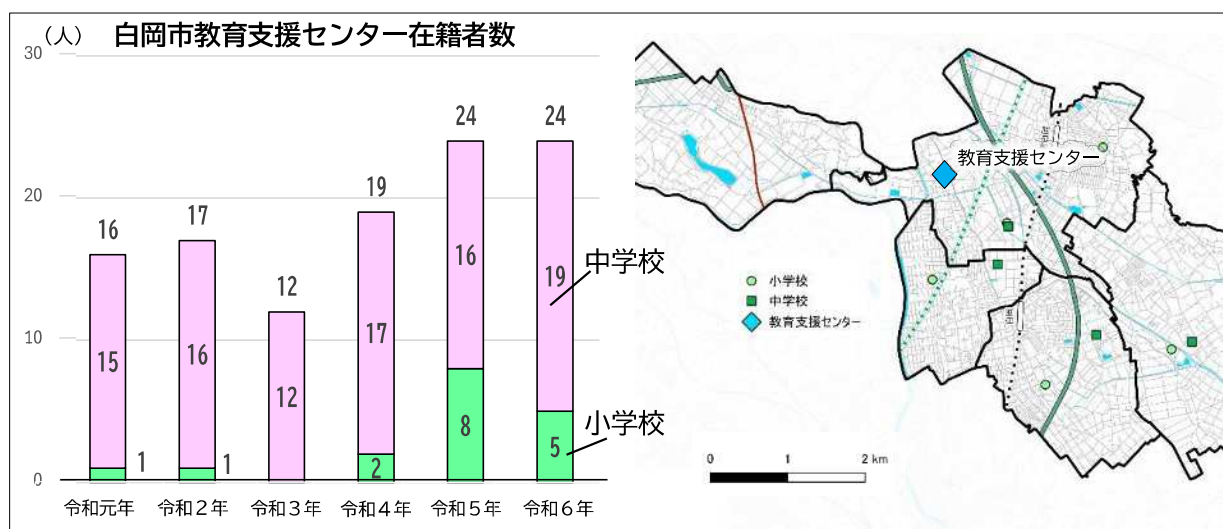 (人) 白岡市教育支援センター在籍者数
30
20
10
0
16
15
1
17
16
1
12
12
19
17
2
24
16
8
24
19
5
中学校
小学校
令和元年 令和2年 令和3年 令和4年 令和5年 令和6年
教育支援センター
小学校
中学校
教育支援センター
0 1 2 km